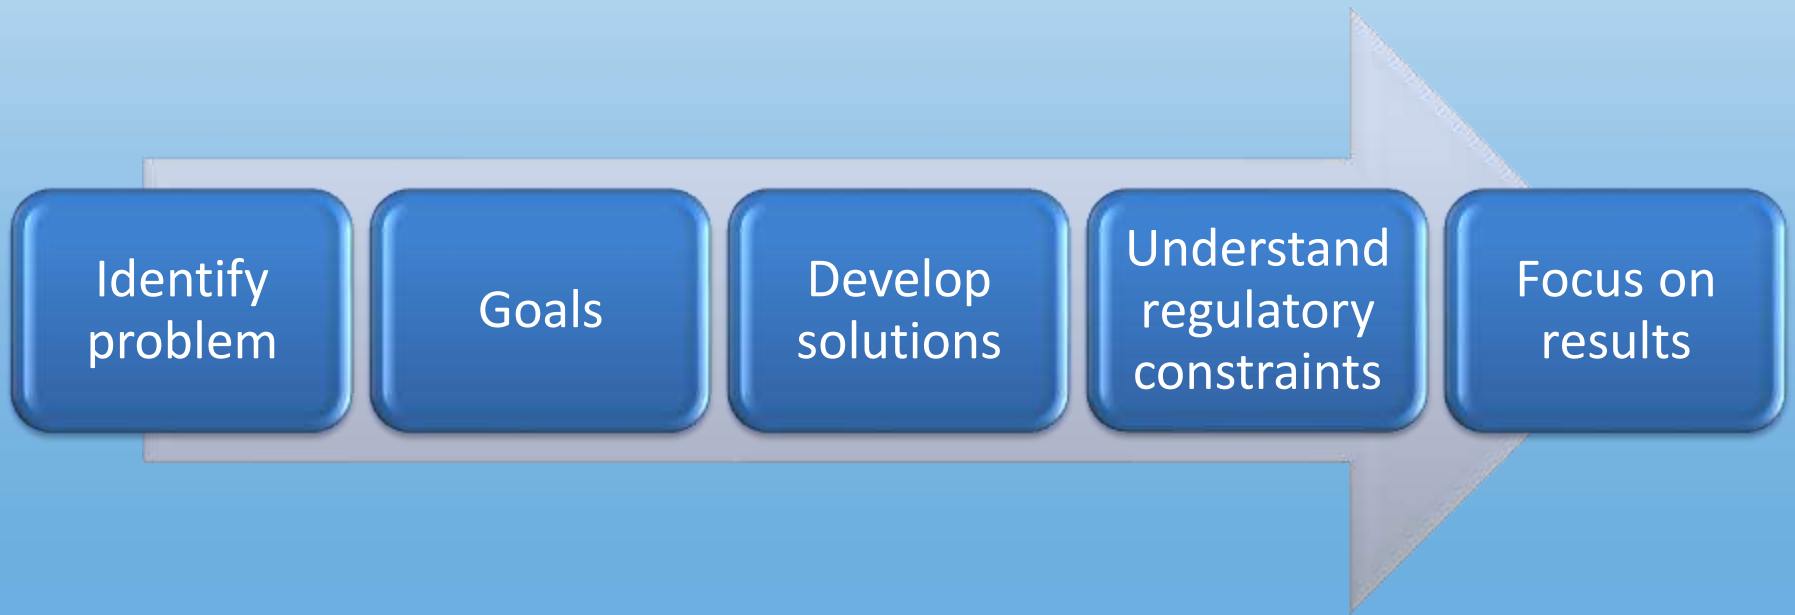 Identify
problem
Goals
Develop
solutions
Understand
regulatory
constraints
Focus on
results